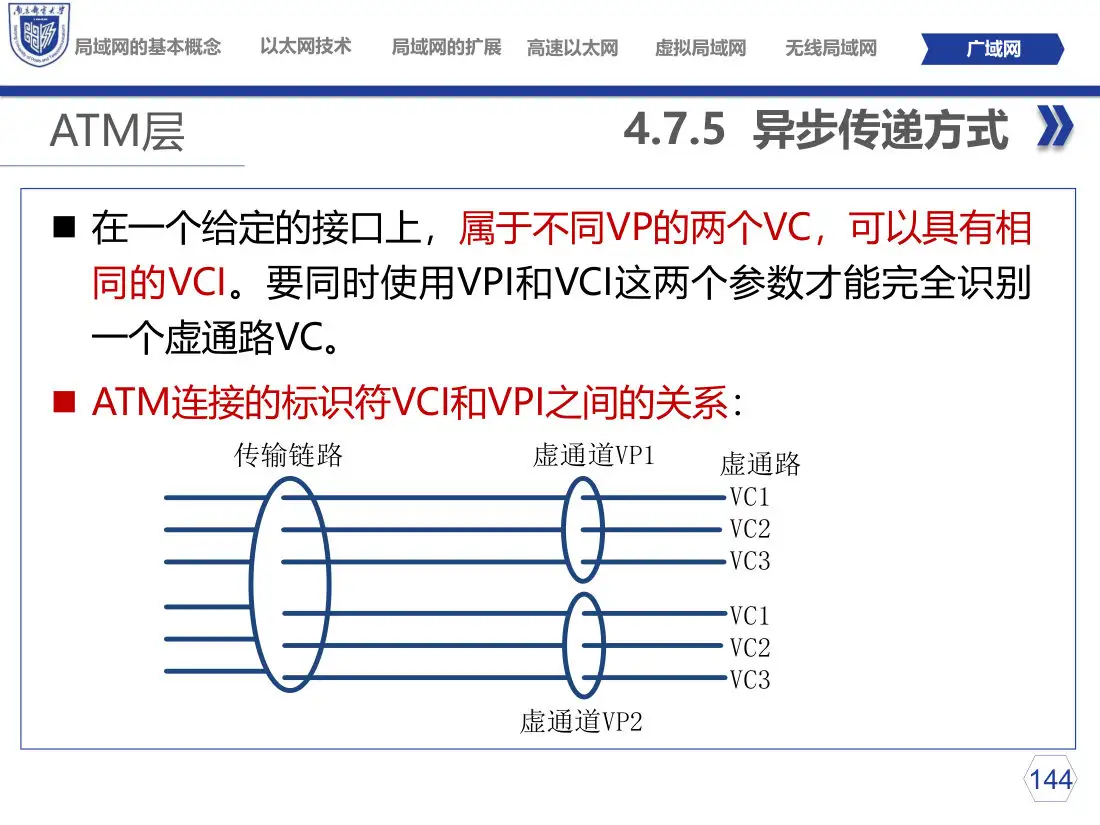 局域网的基本概念 以太网技术 局域网的扩展 高速以太网 虚拟局域网 无线局域网 广域网
ATM层
4.7.5 异步传递方式
■ 在一个给定的接口上，属于不同VP的两个VC，可以具有相
同的VCI。要同时使用VPI和VCI这两个参数才能完全识别
一个虚通路VC。
■ ATM连接的标识符VCI和VPI之间的关系：
传输链路
虚通道VP1
虚通路
VC1
VC2
VC3
VC1
VC2
VC3
虚通道VP2
144